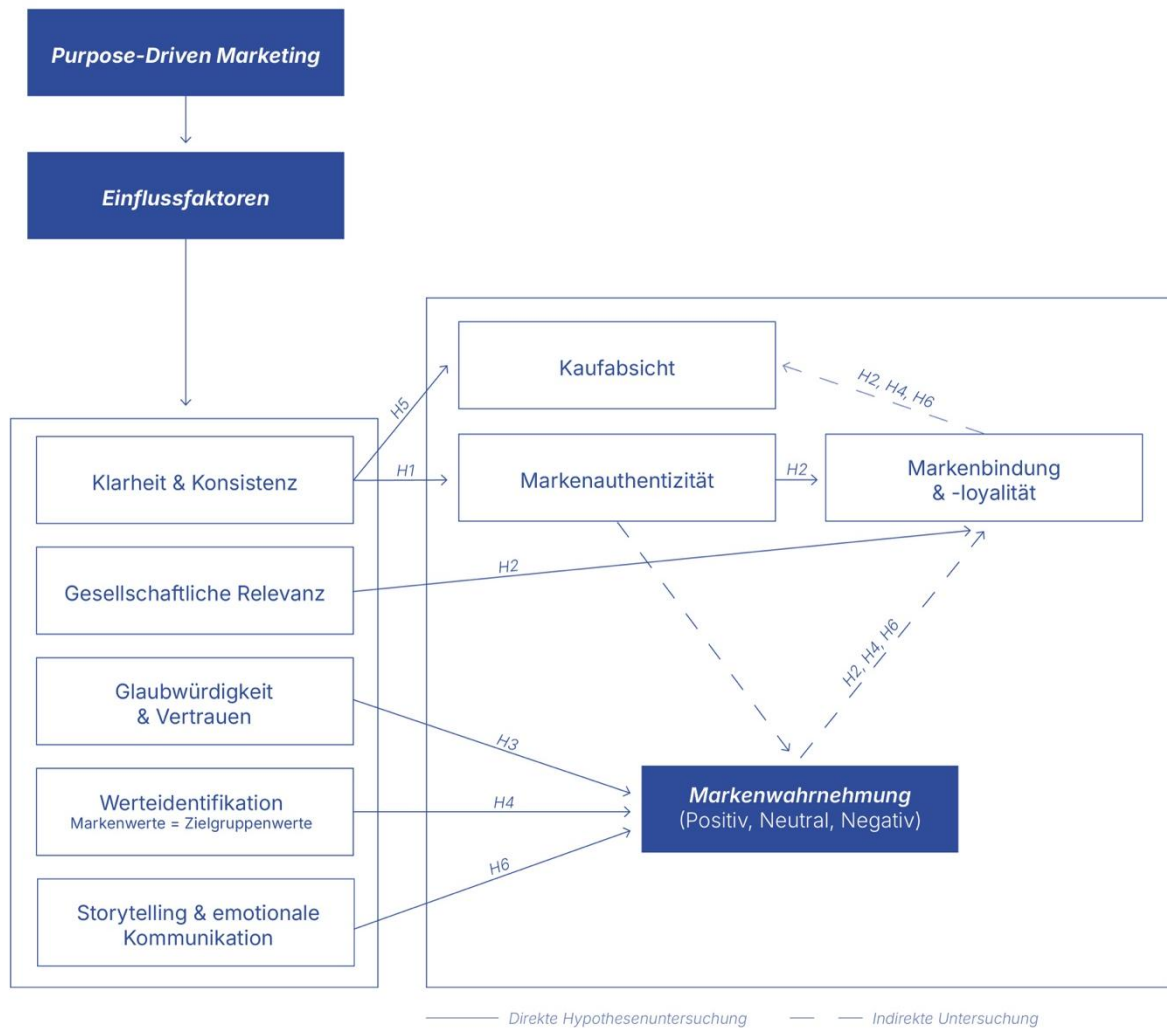 Purpose-Driven Marketing
Einflussfaktoren
Klarheit & Konsistenz
Gesellschaftliche Relevanz
Glaubwürdigkeit
& Vertrauen
Werteidentifikation
Markenwerte = Zielgruppenwerte
Storytelling & emotionale
Kommunikation
H5
H1
H2
H3
H4
H6
Kaufabsicht
Markenauthentizität
H2
Markenbindung
& -loyalität
H2, H4, H6
H2, H4, H6
Markenwahrnehmung
(Positiv, Neutral, Negativ)
Direkte Hypothesenuntersuchung
Indirekte Untersuchung